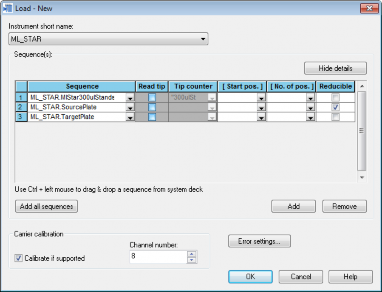 Load - New
Instrument short name:
ML_STAR
Sequence(s):
Hide details
Sequence Read tip Tip counter [ Start pos. ] [ No. of pos. ] Reducible
1 ML_STAR.MlStar300ulStanda "300ulSt
2 ML_STAR.SourcePlate
3 ML_STAR.TargetPlate
Use Ctrl + left mouse to drag & drop a sequence from system deck
Add all sequences Add Remove
Carrier calibration
Channel number:
Calibrate if supported 8
Error settings...
OK Cancel Help